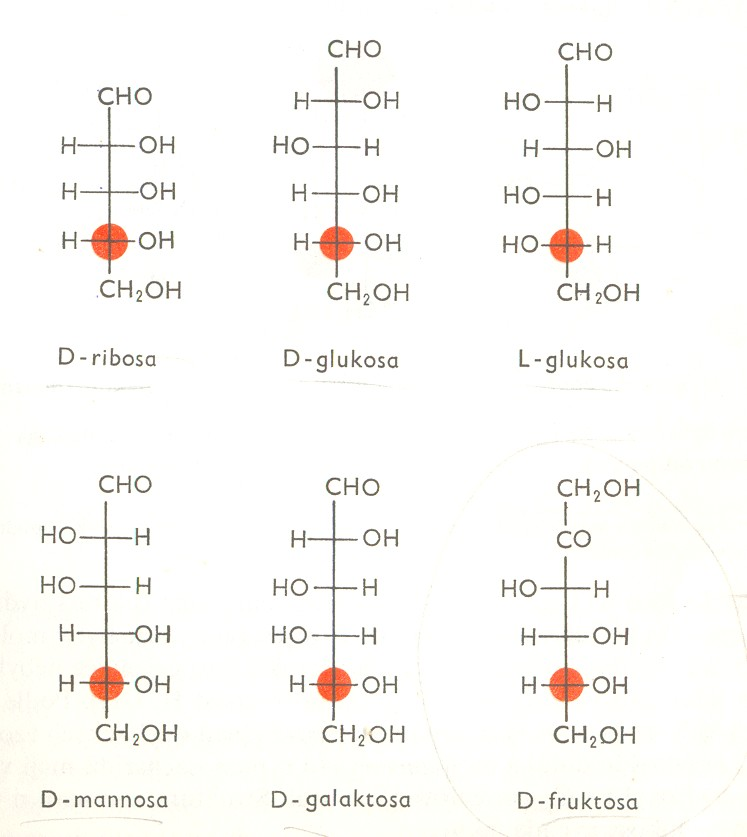 CHO
H OH
H OH
H OH
CH₂OH
D-ribosa
CHO
H OH
HO H
H OH
H OH
CH₂OH
D-glukosa
CHO
HO H
H OH
HO H
HO H
CH₂OH
L-glukosa
CHO
HO H
HO H
H OH
H OH
CH₂OH
D-mannosa
CHO
H OH
HO H
HO H
H OH
CH₂OH
D-galaktosa
CH₂OH
CO
HO H
H OH
H OH
CH₂OH
D-fruktosa